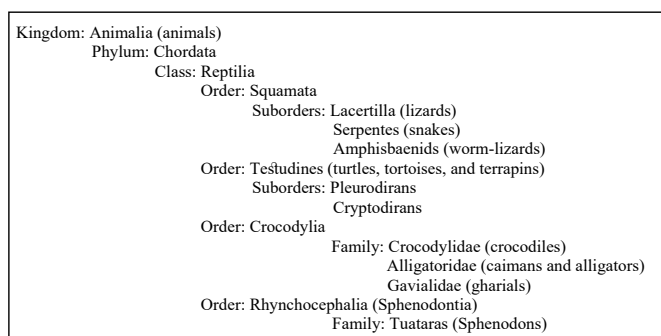 Kingdom: Animalia (animals)
Phylum: Chordata
Class: Reptilia
Order: Squamata
Suborders: Lacertilla (lizards)
Serpentes (snakes)
Amphisbaenids (worm-lizards)
Order: Testudines (turtles, tortoises, and terrapins)
Suborders: Pleurodirans
Cryptodirans
Order: Crocodylia
Family: Crocodylidae (crocodiles)
Alligatoridae (caimans and alligators)
Gavialidae (gharials)
Order: Rhynchocephalia (Sphenodontia)
Family: Tuataras (Sphenodons)